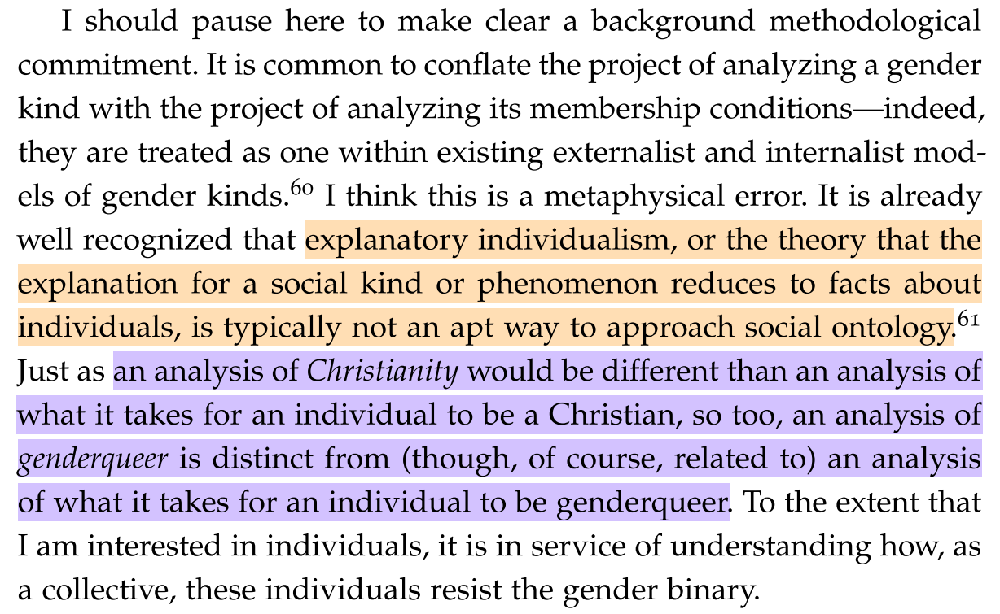 I should pause here to make clear a background methodological
commitment. It is common to conflate the project of analyzing a gender
kind with the project of analyzing its membership conditions—indeed,
they are treated as one within existing externalist and internalist mod-
els of gender kinds.⁶⁰ I think this is a metaphysical error. It is already
well recognized that explanatory individualism, or the theory that the
explanation for a social kind or phenomenon reduces to facts about
individuals, is typically not an apt way to approach social ontology.⁶¹
Just as an analysis of Christianity would be different than an analysis of
what it takes for an individual to be a Christian, so too, an analysis of
genderqueer is distinct from (though, of course, related to) an analysis
of what it takes for an individual to be genderqueer. To the extent that
I am interested in individuals, it is in service of understanding how, as
a collective, these individuals resist the gender binary.